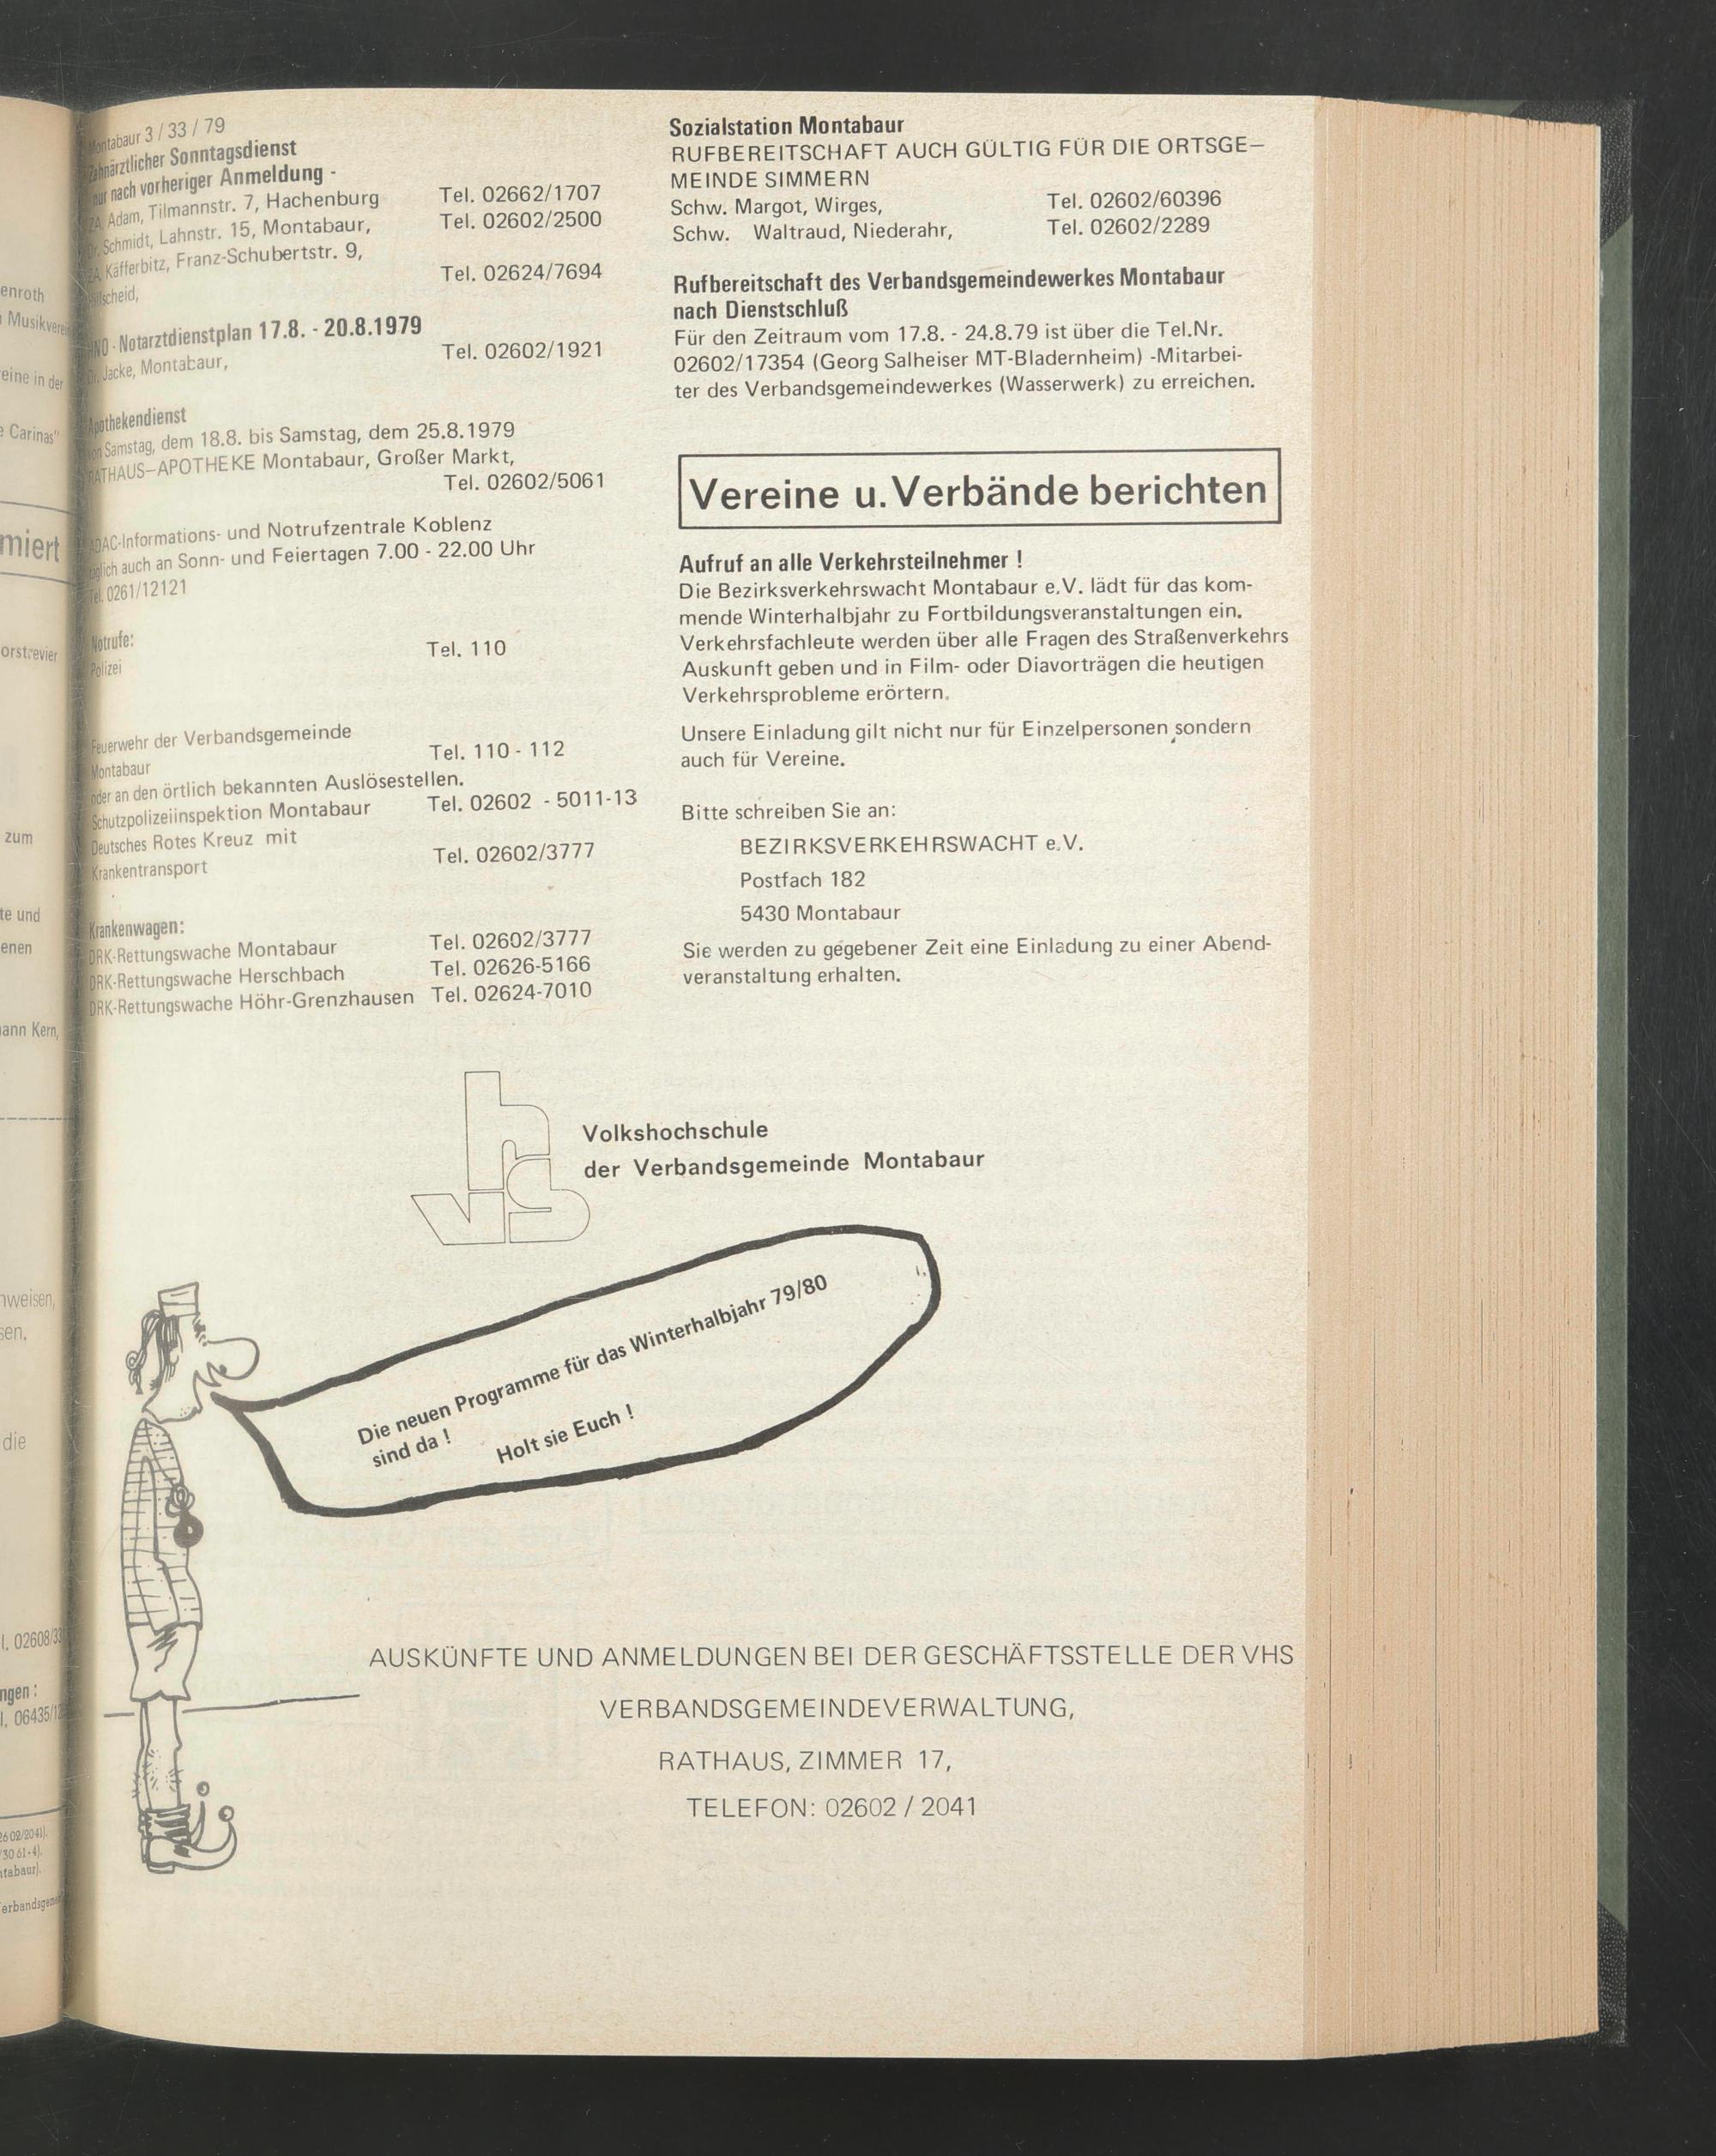 Montabaur 3 / 33 / 79
Zahnärztlicher Sonntagsdienst
nur nach vorheriger Anmeldung -
ZA Adam, Tilmannstr. 7, Hachenburg Tel. 02662/1707
Dr. Schmidt, Lahnstr. 15, Montabaur, Tel. 02602/2500
ZA Käfferbitz, Franz-Schubertstr. 9,
Tel. 02624/7694
HNO - Notarztdienstplan 17.8. - 20.8.1979
Dr. Jacke, Montabaur, Tel. 02602/1921
Apothekendienst
von Samstag, dem 18.8. bis Samstag, dem 25.8.1979
RATHAUS-APOTHEKE Montabaur, Großer Markt,
Tel. 02602/5061
ADAC-Informations- und Notrufzentrale Koblenz
täglich auch an Sonn- und Feiertagen 7.00 - 22.00 Uhr
Tel. 0261/12121
Notrufe:
Polizei Tel. 110
Feuerwehr der Verbandsgemeinde
Montabaur Tel. 110 - 112
oder an den örtlich bekannten Auslösestellen.
Schutzpolizeiinspektion Montabaur Tel. 02602 - 5011-13
Deutsches Rotes Kreuz mit
Krankentransport Tel. 02602/3777
Krankenwagen:
DRK-Rettungswache Montabaur Tel. 02602/3777
DRK-Rettungswache Herschbach Tel. 02626-5166
DRK-Rettungswache Höhr-Grenzhausen Tel. 02624-7010
Sozialstation Montabaur
RUFBEREITSCHAFT AUCH GÜLTIG FÜR DIE ORTSGE-
MEINDE SIMMERN
Schw. Margot, Wirges, Tel. 02602/60396
Schw. Waltraud, Niederahr, Tel. 02602/2289
Rufbereitschaft des Verbandsgemeindewerkes Montabaur
nach Dienstschluß
Für den Zeitraum vom 17.8. - 24.8.79 ist über die Tel.Nr.
02602/17354 (Georg Salheiser MT-Bladernheim) -Mitarbei-
ter des Verbandsgemeindewerkes (Wasserwerk) zu erreichen.
Vereine u. Verbände berichten
Aufruf an alle Verkehrsteilnehmer !
Die Bezirksverkehrswacht Montabaur e.V. lädt für das kom-
mende Winterhalbjahr zu Fortbildungsveranstaltungen ein.
Verkehrsfachleute werden über alle Fragen des Straßenverkehrs
Auskunft geben und in Film- oder Diavorträgen die heutigen
Verkehrsprobleme erörtern.
Unsere Einladung gilt nicht nur für Einzelpersonen, sondern
auch für Vereine.
Bitte schreiben Sie an:
BEZIRKSVERKEHRSWACHT e.V.
Postfach 182
5430 Montabaur
Sie werden zu gegebener Zeit eine Einladung zu einer Abend-
veranstaltung erhalten.
vhs
Volkshochschule
der Verbandsgemeinde Montabaur
Die neuen Programme für das Winterhalbjahr 79/80
sind da ! Holt sie Euch !
AUSKÜNFTE UND ANMELDUNGEN BEI DER GESCHÄFTSSTELLE DER VHS
VERBANDSGEMEINDEVERWALTUNG,
RATHAUS, ZIMMER 17,
TELEFON: 02602 / 2041